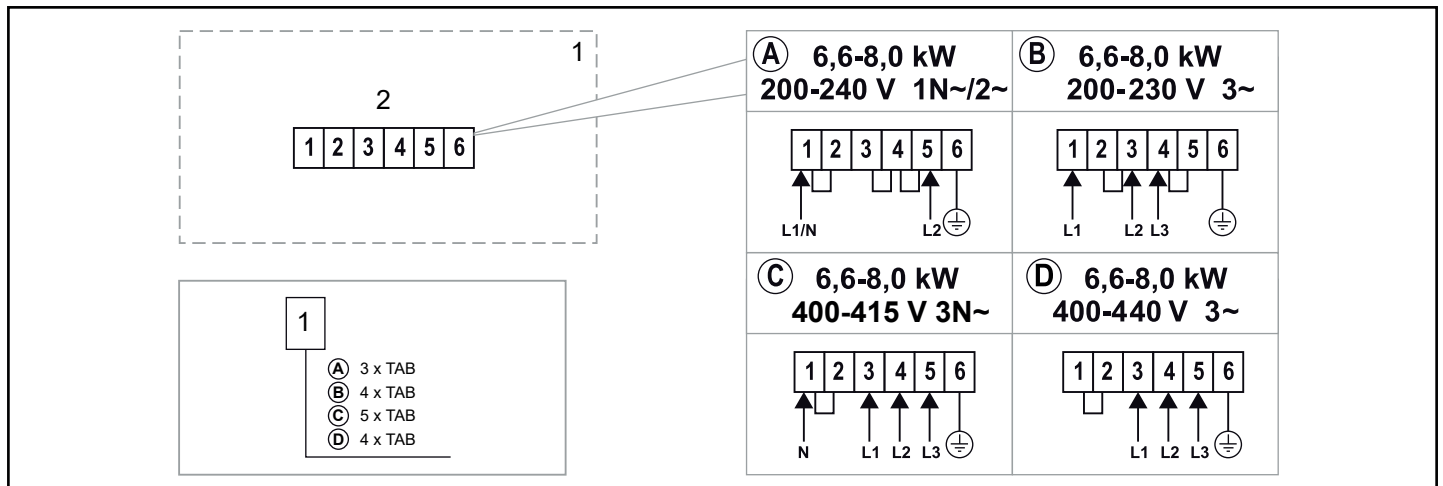 1
2
1 2 3 4 5 6
1
A 3 x TAB
B 4 x TAB
C 5 x TAB
D 4 x TAB
A 6,6-8,0 kW
200-240 V 1N~/2~
1 2 3 4 5 6
L1/N L2
B 6,6-8,0 kW
200-230 V 3~
1 2 3 4 5 6
L1 L2 L3
C 6,6-8,0 kW
400-415 V 3N~
1 2 3 4 5 6
N L1 L2 L3
D 6,6-8,0 kW
400-440 V 3~
1 2 3 4 5 6
L1 L2 L3